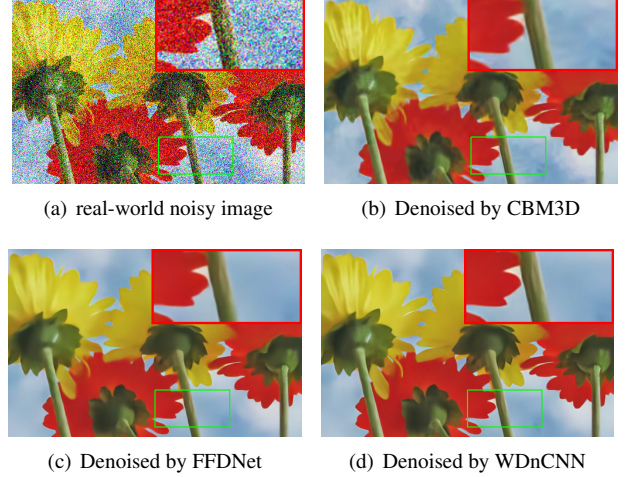 (a) real-world noisy image
(b) Denoised by CBM3D
(c) Denoised by FFDNet
(d) Denoised by WDnCNN